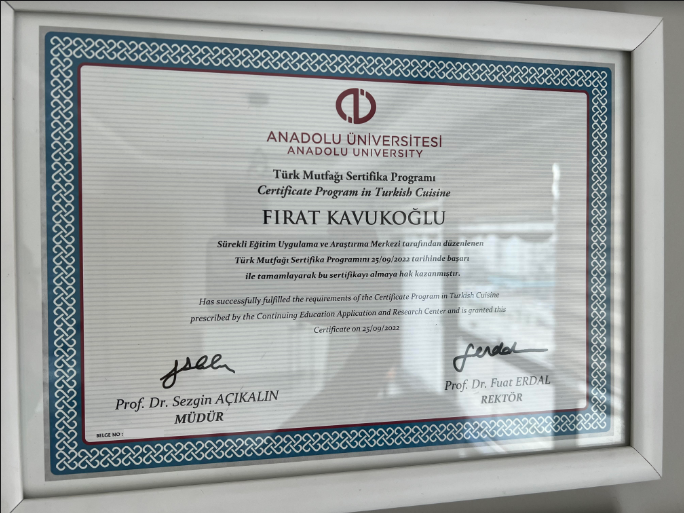 ANADOLU ÜNİVERSİTESİ
ANADOLU UNIVERSITY
Türk Mutfağı Sertifika Programı
Certificate Program in Turkish Cuisine
FIRAT KAVUKOĞLU
Sürekli Eğitim Uygulama ve Araştırma Merkezi tarafından düzenlenen
Türk Mutfağı Sertifika Programını 25/09/2022 tarihinde başarı
ile tamamlayarak bu sertifikayı almaya hak kazanmıştır.
Has successfully fulfilled the requirements of the Certificate Program in Turkish Cuisine
prescribed by the Continuing Education Application and Research Center and is granted this
Certificate on 25/09/2022
Prof. Dr. Sezgin AÇIKALIN
MÜDÜR
Prof. Dr. Fuat ERDAL
REKTÖR
BELGE NO :